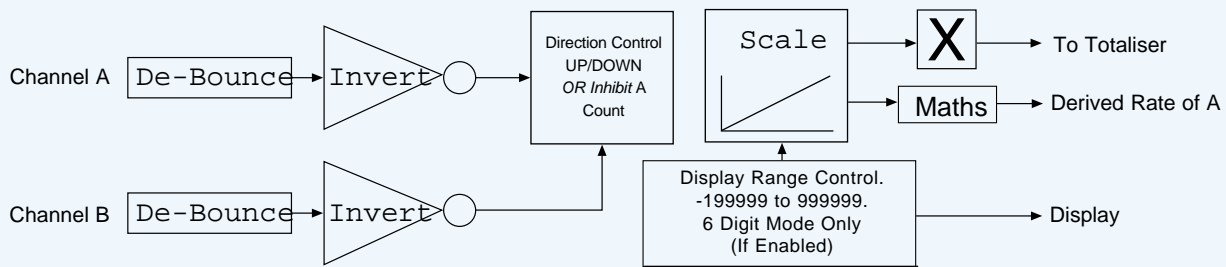 Channel A
De-Bounce
Invert
Direction Control
UP/DOWN
OR Inhibit A
Count
Scale
X
To Totaliser
Maths
Derived Rate of A
Channel B
De-Bounce
Invert
Display Range Control.
-199999 to 999999.
6 Digit Mode Only
(If Enabled)
Display